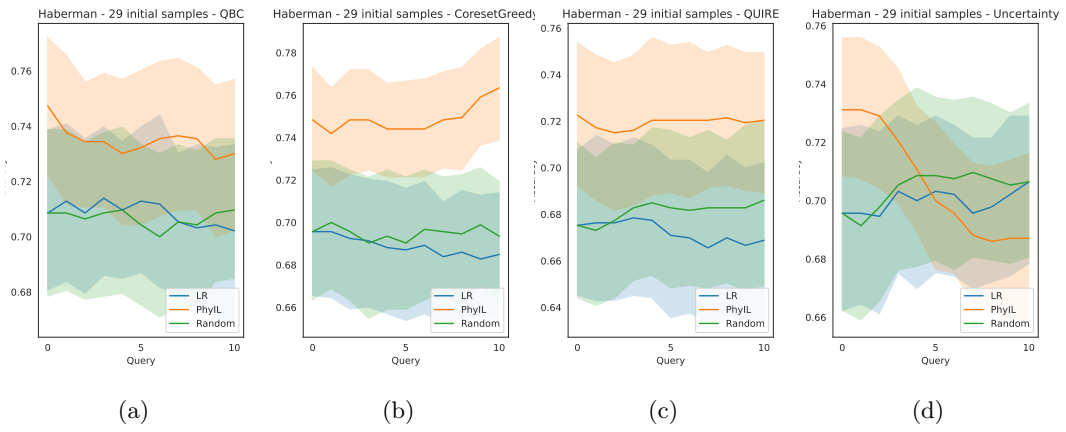 Haberman - 29 initial samples - QBC
0.76
0.74
0.72
0.70
0.68
0 5 10
Query
LR
PhyIL
Random
(a)
Haberman - 29 initial samples - CoresetGreedy
0.78
0.76
0.74
0.72
0.70
0.68
0.66
0 5 10
Query
LR
PhyIL
Random
(b)
Haberman - 29 initial samples - QUIRE
0.76
0.74
0.72
0.70
0.68
0.66
0.64
0 5 10
Query
LR
PhyIL
Random
(c)
Haberman - 29 initial samples - Uncertainty
0.76
0.74
0.72
0.70
0.68
0.66
0 5 10
Query
LR
PhyIL
Random
(d)